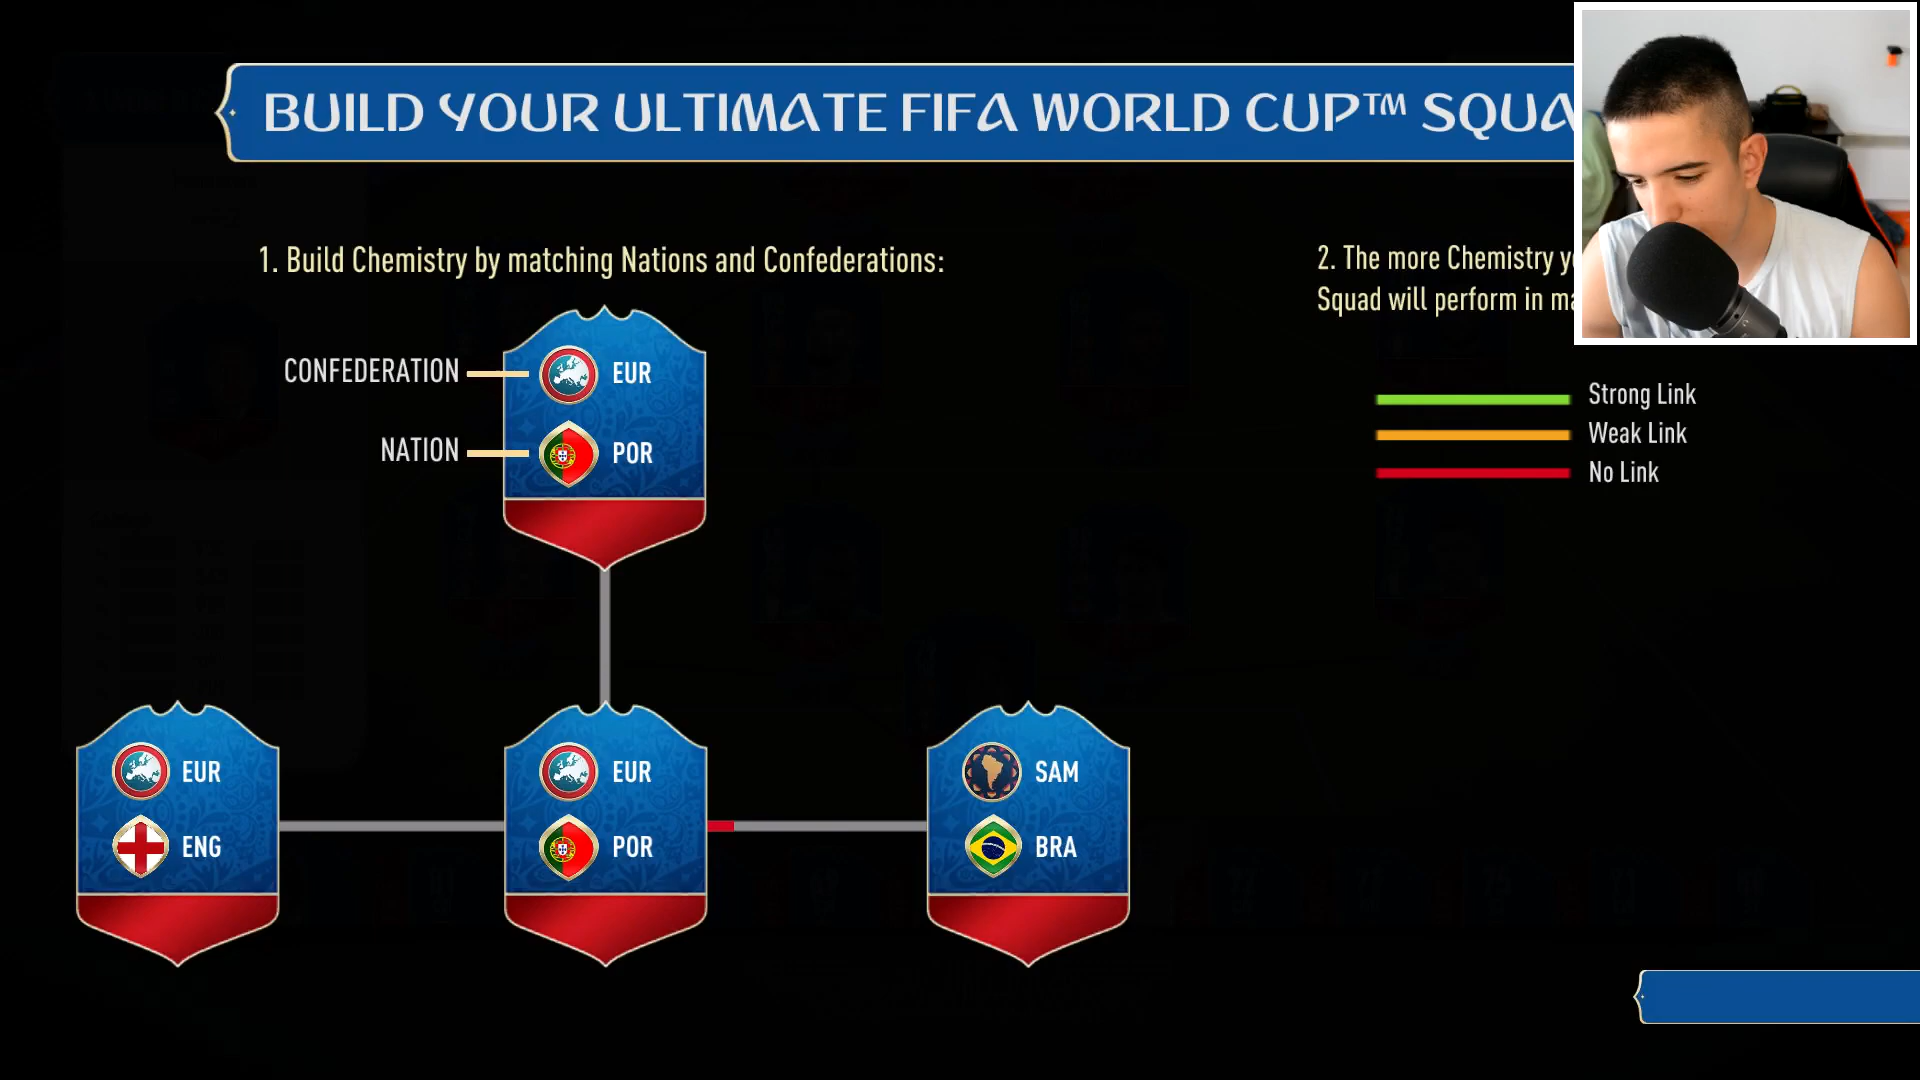 BUILD YOUR ULTIMATE FIFA WORLD CUP™ SQUA
1. Build Chemistry by matching Nations and Confederations:
CONFEDERATION
EUR
NATION
POR
EUR
ENG
EUR
POR
SAM
BRA
2. The more Chemistry y
Squad will perform in ma
Strong Link
Weak Link
No Link